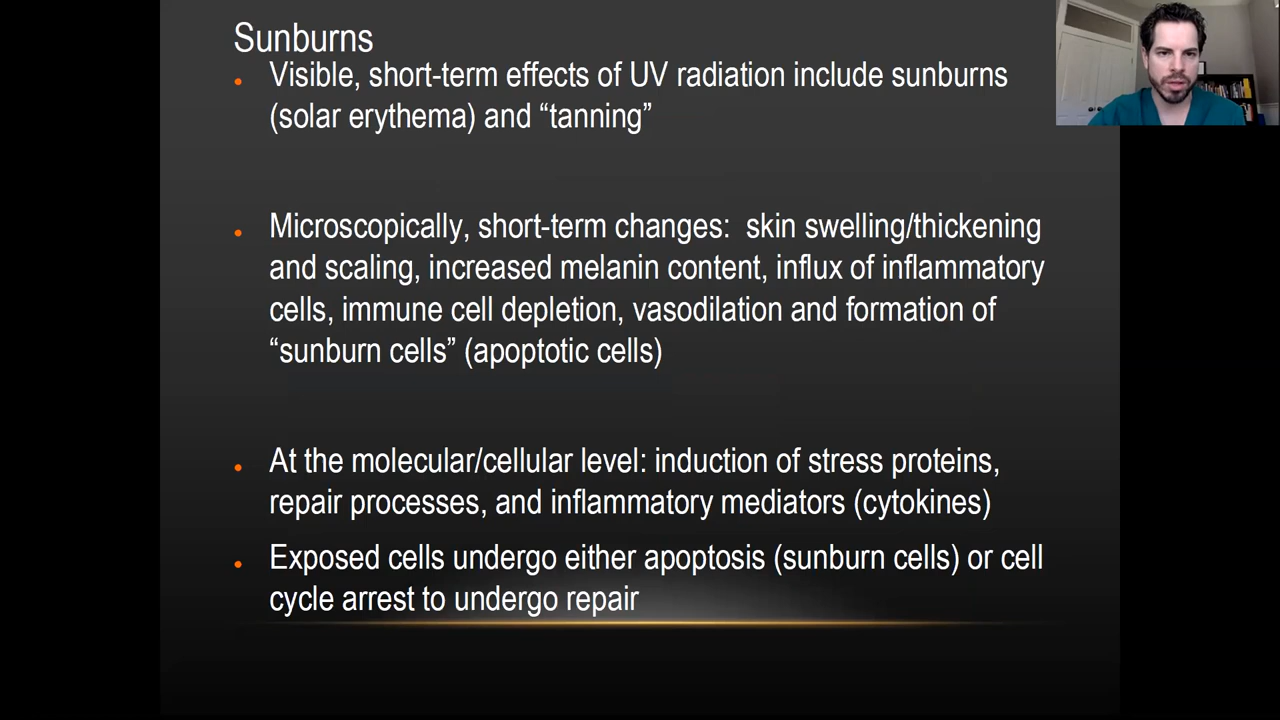 Sunburns
• Visible, short-term effects of UV radiation include sunburns
(solar erythema) and “tanning”
• Microscopically, short-term changes:  skin swelling/thickening
and scaling, increased melanin content, influx of inflammatory
cells, immune cell depletion, vasodilation and formation of
“sunburn cells” (apoptotic cells)
• At the molecular/cellular level: induction of stress proteins,
repair processes, and inflammatory mediators (cytokines)
• Exposed cells undergo either apoptosis (sunburn cells) or cell
cycle arrest to undergo repair